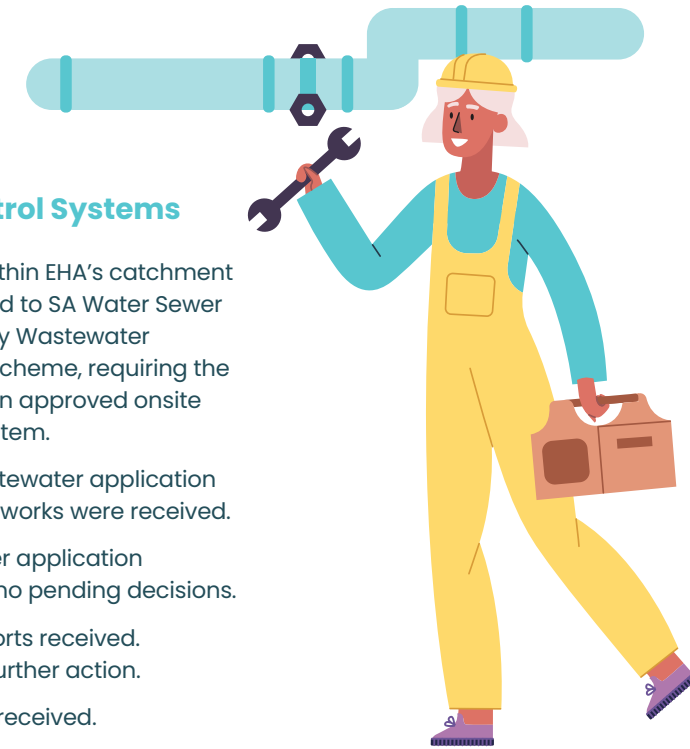 trol Systems
thin EHA's catchment
d to SA Water Sewer
y Wastewater
cheme, requiring the
n approved onsite
tem.
tewater application
works were received.
er application
no pending decisions.
orts received.
urther action.
received.